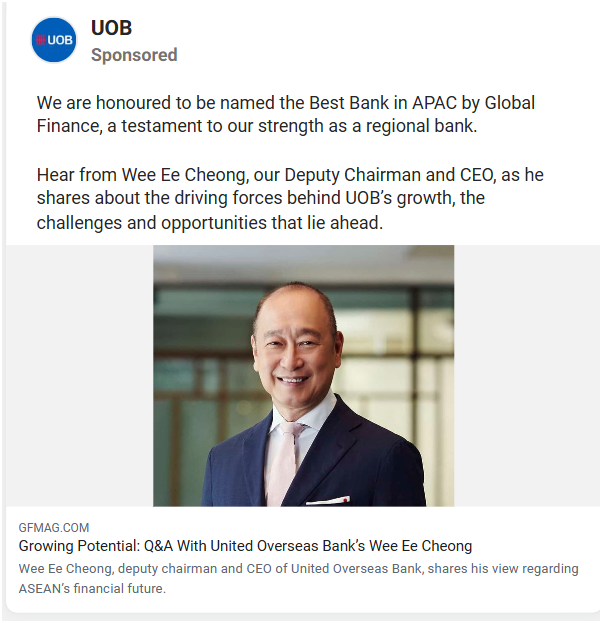 UOB
UOB
Sponsored
We are honoured to be named the Best Bank in APAC by Global
Finance, a testament to our strength as a regional bank.
Hear from Wee Ee Cheong, our Deputy Chairman and CEO, as he
shares about the driving forces behind UOB’s growth, the
challenges and opportunities that lie ahead.
GFMAG.COM
Growing Potential: Q&A With United Overseas Bank’s Wee Ee Cheong
Wee Ee Cheong, deputy chairman and CEO of United Overseas Bank, shares his view regarding
ASEAN’s financial future.